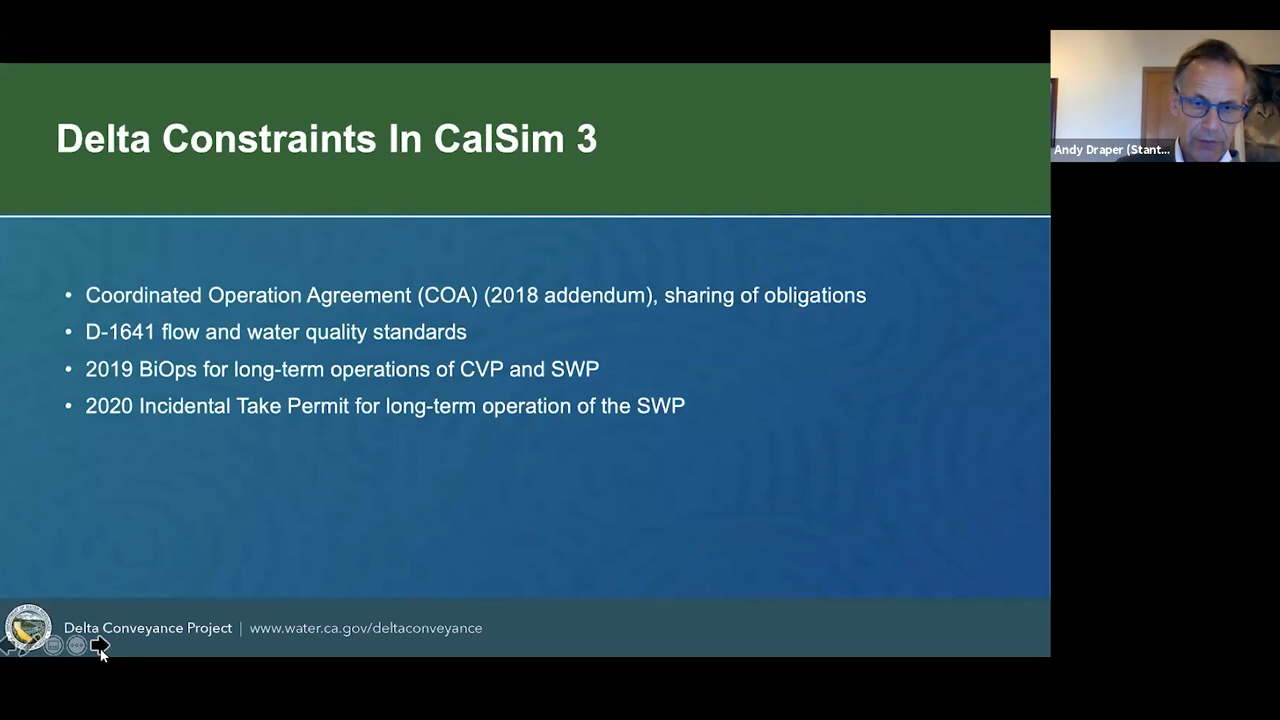 Delta Constraints In CalSim 3
Andy Draper (Stant...
• Coordinated Operation Agreement (COA) (2018 addendum), sharing of obligations
• D-1641 flow and water quality standards
• 2019 BiOps for long-term operations of CVP and SWP
• 2020 Incidental Take Permit for long-term operation of the SWP
Delta Conveyance Project | www.water.ca.gov/deltaconveyance